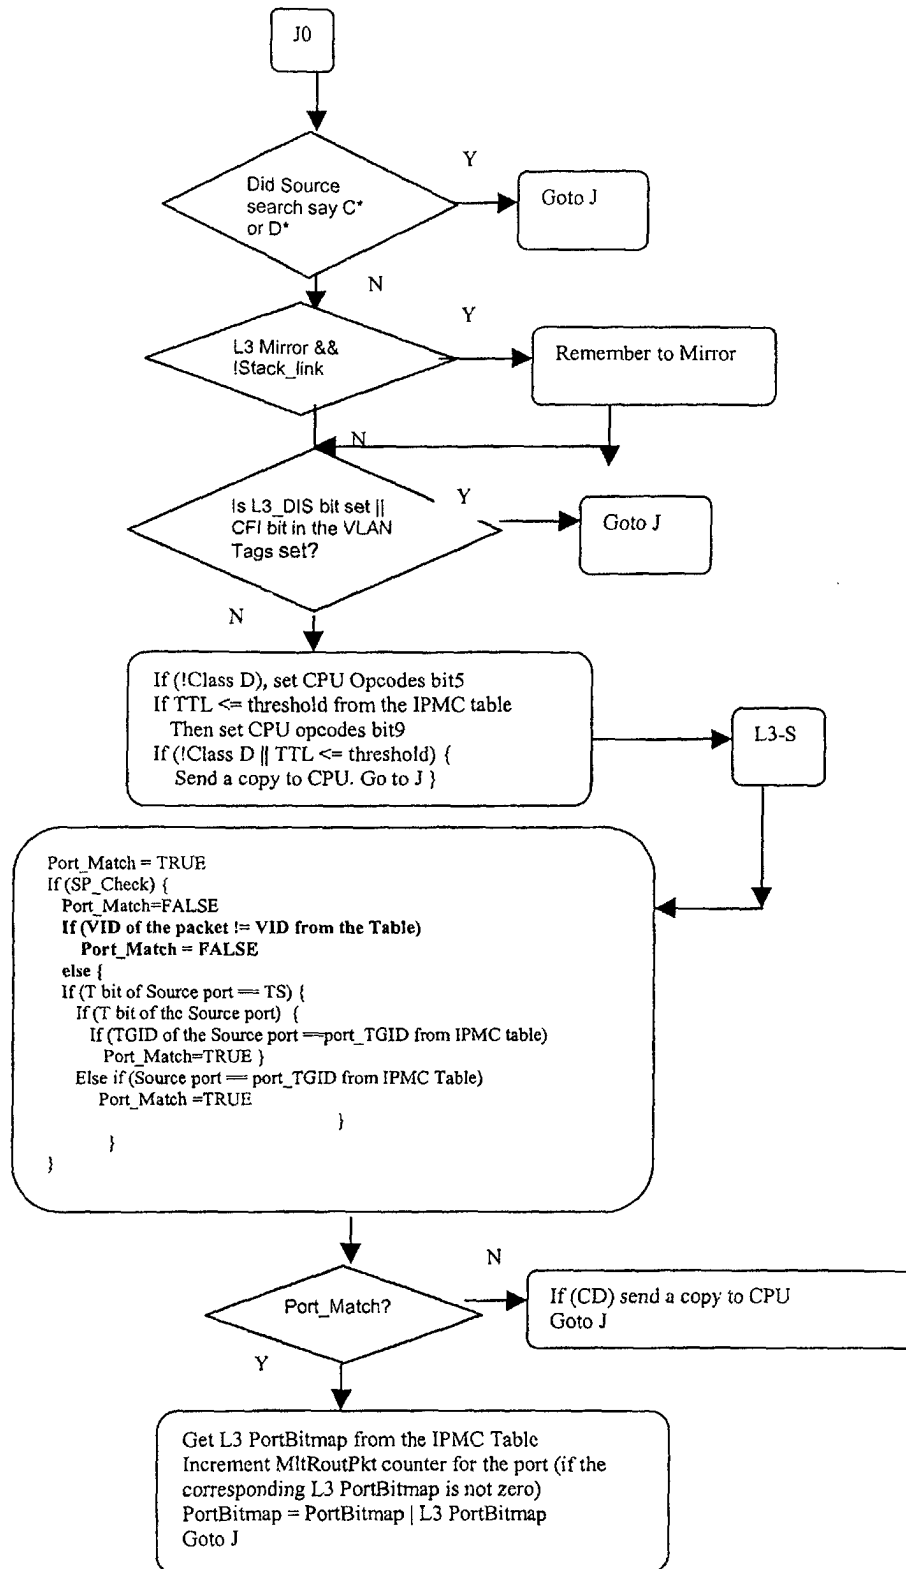 J0
Did Source
search say C*
or D*
Y
Goto J
N
L3 Mirror &&
!Stack_link
Y
Remember to Mirror
N
Is L3_DIS bit set ||
CFI bit in the VLAN
Tags set?
Y
Goto J
N
If (!Class D), set CPU Opcodes bit5
If TTL <= threshold from the IPMC table
Then set CPU opcodes bit9
If (!Class D || TTL <= threshold) {
Send a copy to CPU. Go to J }
L3-S
Port_Match = TRUE
If (SP_Check) {
Port_Match=FALSE
If (VID of the packet != VID from the Table)
Port_Match = FALSE
else {
If (T bit of Source port == TS) {
If (T bit of the Source port) {
If (TGID of the Source port ==port_TGID from IPMC table)
Port_Match=TRUE }
Else if (Source port == port_TGID from IPMC Table)
Port_Match =TRUE
}
}
}
Port_Match?
N
If (CD) send a copy to CPU
Goto J
Y
Get L3 PortBitmap from the IPMC Table
Increment MltRoutPkt counter for the port (if the
corresponding L3 PortBitmap is not zero)
PortBitmap = PortBitmap | L3 PortBitmap
Goto J